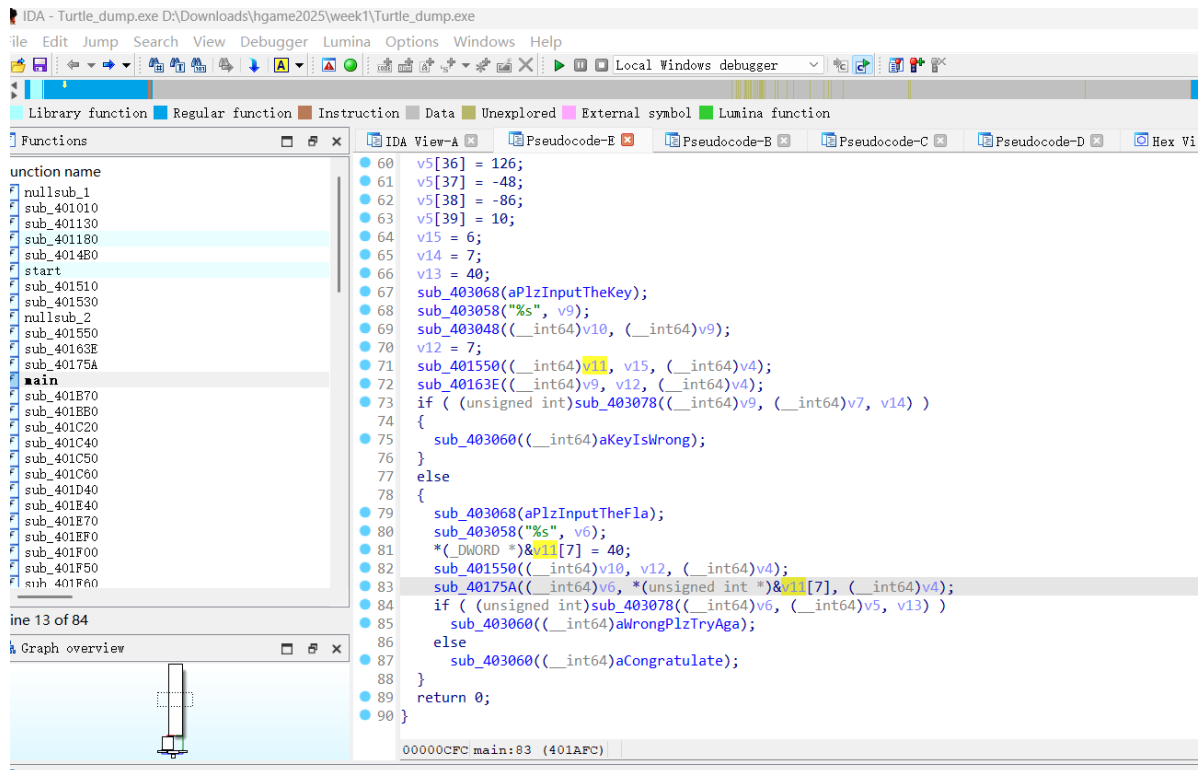 IDA - Turtle_dump.exe D:\Downloads\hgame2025\week1\Turtle_dump.exe
File Edit Jump Search View Debugger Lumina Options Windows Help
Local Windows debugger
Library function Regular function Instruction Data Unexplored External symbol Lumina function
Functions
IDA View-A Pseudocode-E Pseudocode-B Pseudocode-C Pseudocode-D Hex Vi
unction name
nullsub_1
sub_401010
sub_401130
sub_401180
sub_4014B0
start
sub_401510
sub_401530
nullsub_2
sub_401550
sub_40163E
sub_40175A
main
sub_401B70
sub_401BB0
sub_401C20
sub_401C40
sub_401C50
sub_401C60
sub_401D40
sub_401E40
sub_401E70
sub_401EF0
sub_401F00
sub_401F50
sub_401F60
ine 13 of 84
Graph overview
60 v5[36] = 126;
61 v5[37] = -48;
62 v5[38] = -86;
63 v5[39] = 10;
64 v15 = 6;
65 v14 = 7;
66 v13 = 40;
67 sub_403068(aPlzInputTheKey);
68 sub_403058("%s", v9);
69 sub_403048((__int64)v10, (__int64)v9);
70 v12 = 7;
71 sub_401550((__int64)v11, v15, (__int64)v4);
72 sub_40163E((__int64)v9, v12, (__int64)v4);
73 if ( (unsigned int)sub_403078((__int64)v9, (__int64)v7, v14) )
74 {
75 sub_403060((__int64)aKeyIsWrong);
76 }
77 else
78 {
79 sub_403068(aPlzInputTheFla);
80 sub_403058("%s", v6);
81 *(_DWORD *)&v11[7] = 40;
82 sub_401550((__int64)v10, v12, (__int64)v4);
83 sub_40175A((__int64)v6, *(unsigned int *)&v11[7], (__int64)v4);
84 if ( (unsigned int)sub_403078((__int64)v6, (__int64)v5, v13) )
85 sub_403060((__int64)aWrongPlzTryAga);
86 else
87 sub_403060((__int64)aCongratulate);
88 }
89 return 0;
90 }
00000CFC main:83 (401AFC)